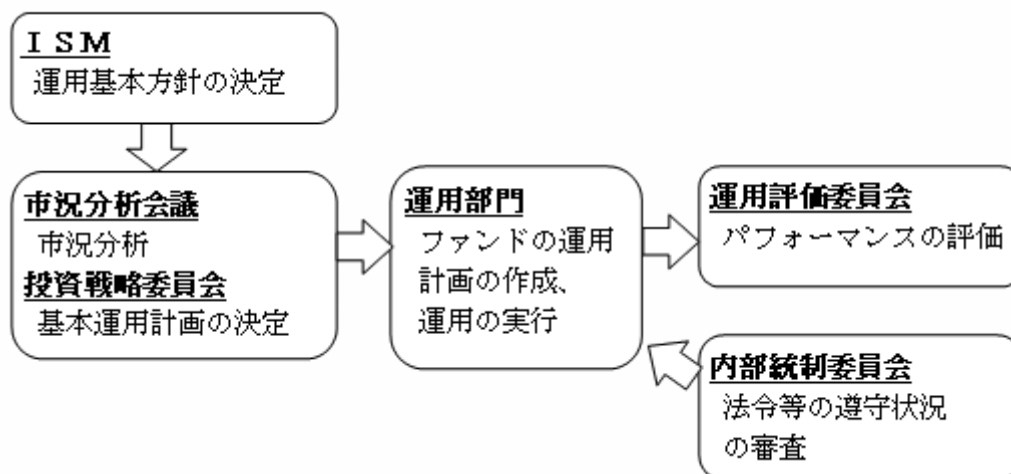 ＩＳＭ
運用基本方針の決定
市況分析会議
市況分析
投資戦略委員会
基本運用計画の決定
運用部門
ファンドの運用
計画の作成、
運用の実行
運用評価委員会
パフォーマンスの評価
内部統制委員会
法令等の遵守状況
の審査